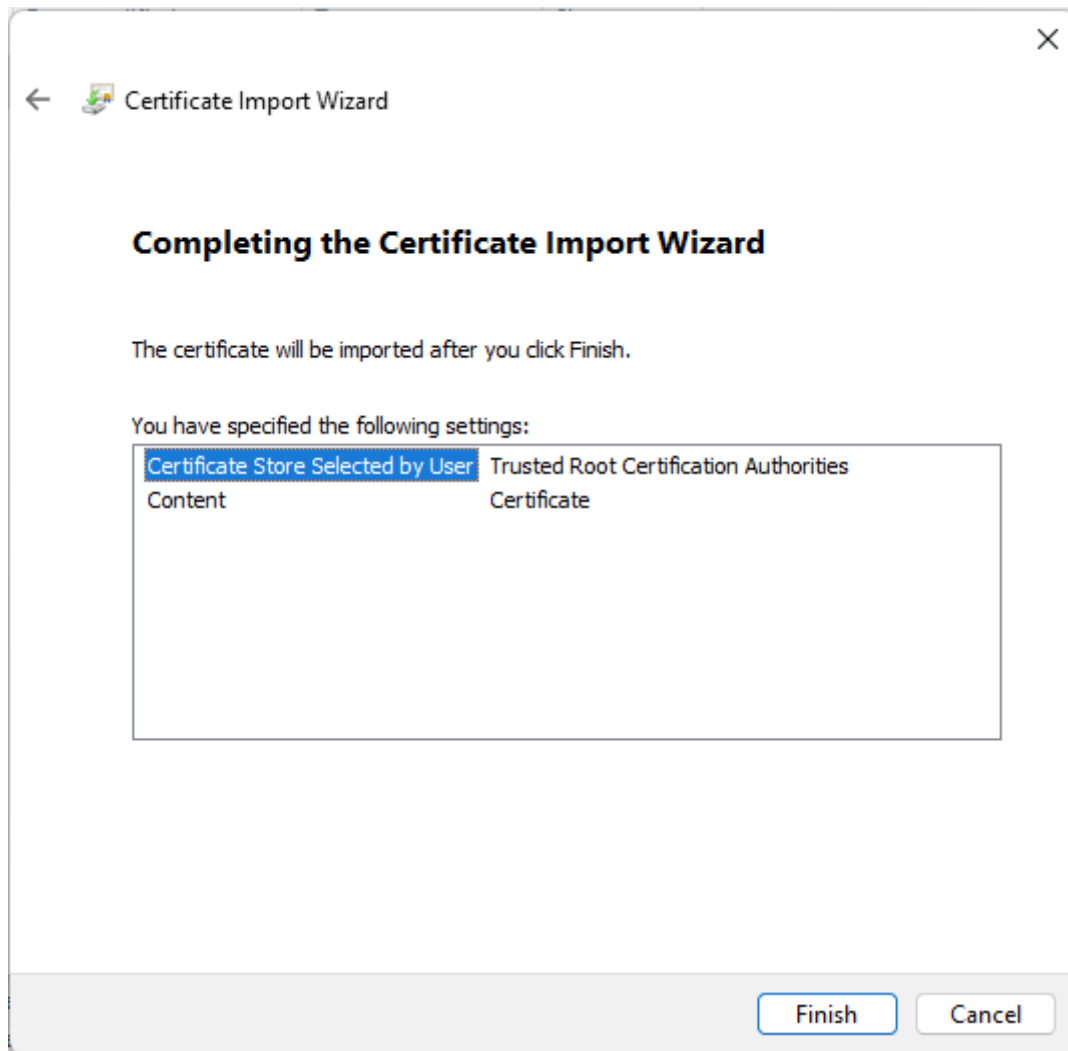 Certificate Import Wizard
Completing the Certificate Import Wizard
The certificate will be imported after you click Finish.
You have specified the following settings:
Certificate Store Selected by User Trusted Root Certification Authorities
Content Certificate
Finish Cancel